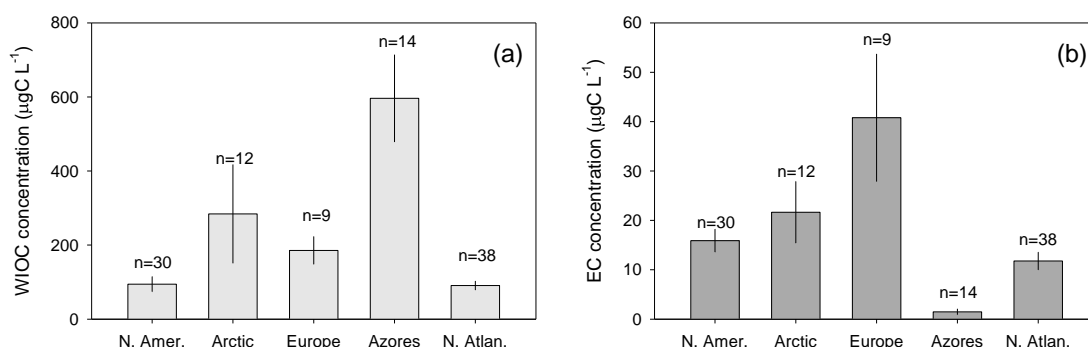 800
600
400
200
0
WIOC concentration (μgC L⁻¹)
(a)
n=30
n=12
n=9
n=14
n=38
N. Amer.
Arctic
Europe
Azores
N. Atlan.
60
50
40
30
20
10
0
EC concentration (μgC L⁻¹)
(b)
n=30
n=12
n=9
n=14
n=38
N. Amer.
Arctic
Europe
Azores
N. Atlan.